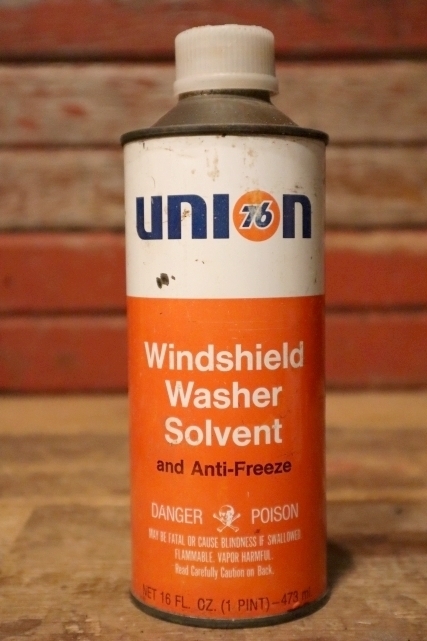 union
76
Windshield
Washer
Solvent
and Anti-Freeze
DANGER POISON
MAY BE FATAL OR CAUSE BLINDNESS IF SWALLOWED.
FLAMMABLE. VAPOR HARMFUL.
Read Carefully Caution on Back.
NET 16 FL. OZ. (1 PINT)–473 ml